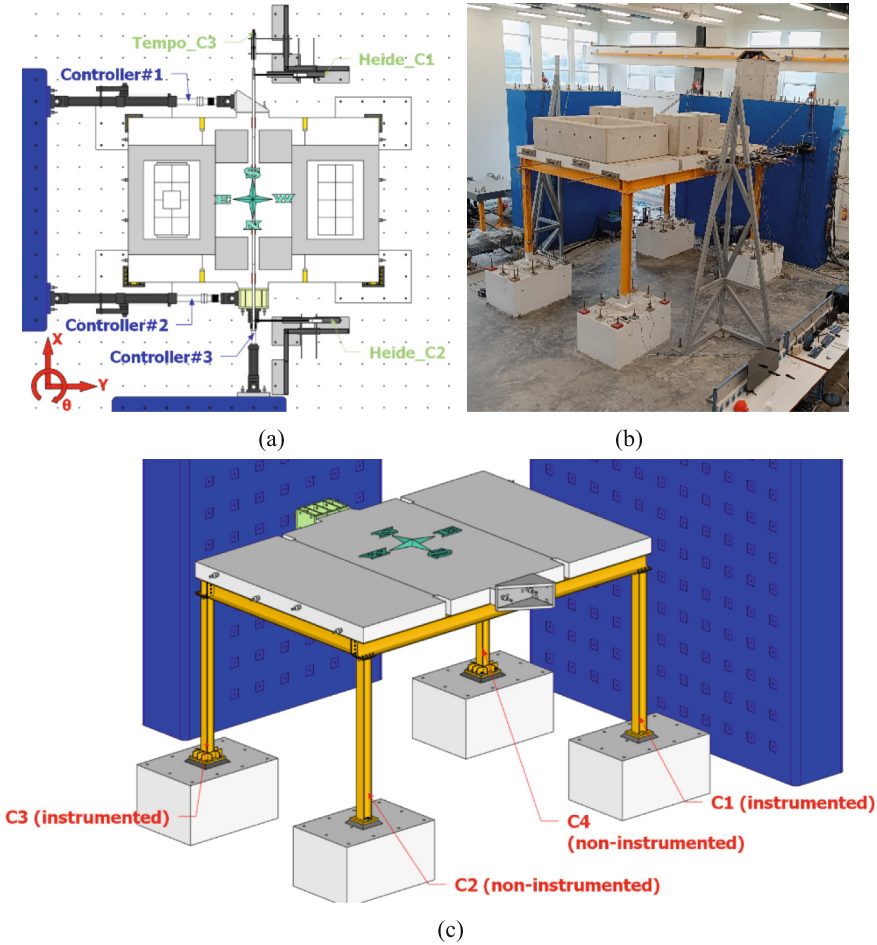 Tempo_C3
Heide_C1
Controller#1
S
E W
N
Controller#2
Controller#3
Heide_C2
X
Y
θ
(a)
(b)
N
E
W
S
C3 (instrumented)
C1 (instrumented)
C4
(non-instrumented)
C2 (non-instrumented)
(c)